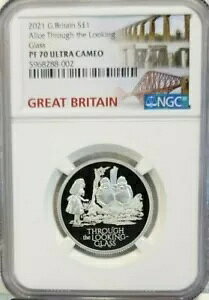 2021 G.Britain S£1
Alice Through the Looking
Glass
PF 70 ULTRA CAMEO
5968288-002
GREAT BRITAIN
NGC
THROUGH
THE
LOOKING-
GLASS